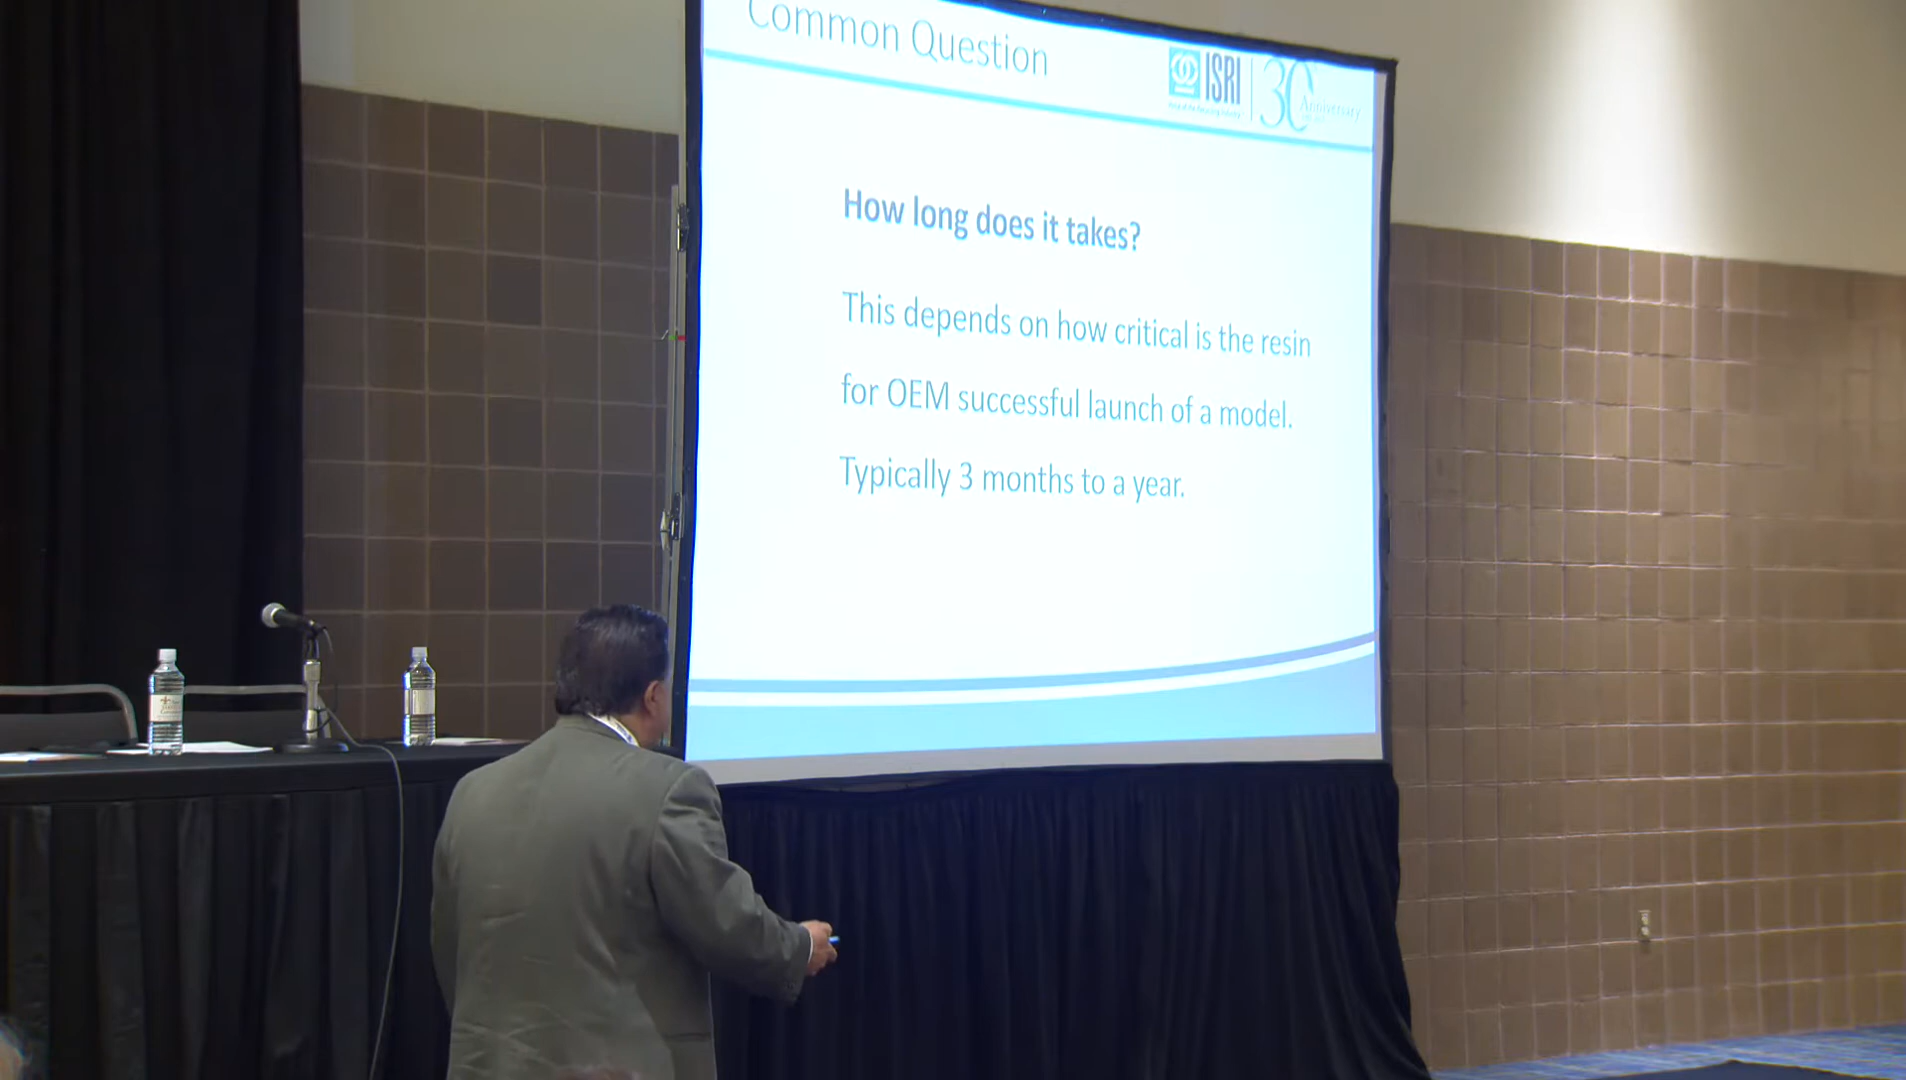 Common Question
ISRI
30
Anniversary
How long does it takes?
This depends on how critical is the resin
for OEM successful launch of a model.
Typically 3 months to a year.